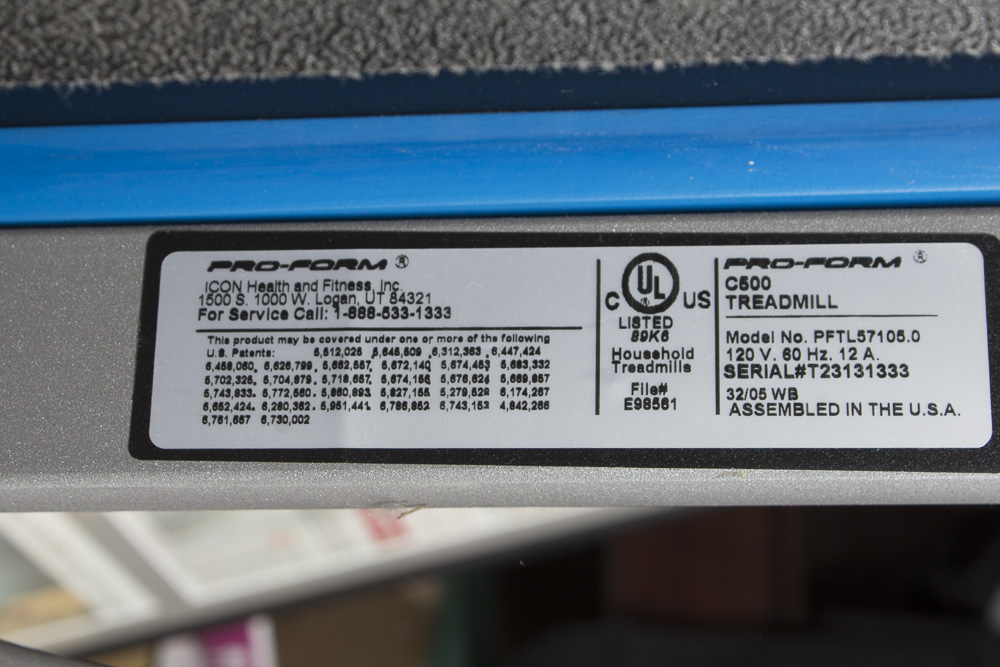 PRO-FORM ®
ICON Health and Fitness, Inc.
1500 S. 1000 W. Logan, UT 84321
For Service Call: 1-888-533-1333
This product may be covered under one or more of the following
U.S. Patents: 5,512,025 5,645,509 ,6,312,363 ,6,447,424
6,458,060, 5,626,799, 5,662,557, 5,672,140 5,674,453 5,683,332
5,702,325, 5,704,879, 5,718,657, 5,674,156 5,676,624 5,669,857
5,743,833, 5,772,560, 5,860,893 5,827,155 5,279,528 6,174,267
6,652,424, 6,280,362, 5,951,441, 6,786,852 6,743,153 4,842,266
6,761,667 6,730,002
C UL US
LISTED
89K6
Household
Treadmills
File#
E98561
PRO-FORM ®
C500
TREADMILL
Model No. PFTL57105.0
120 V. 60 Hz. 12 A.
SERIAL#T23131333
32/05 WB
ASSEMBLED IN THE U.S.A.